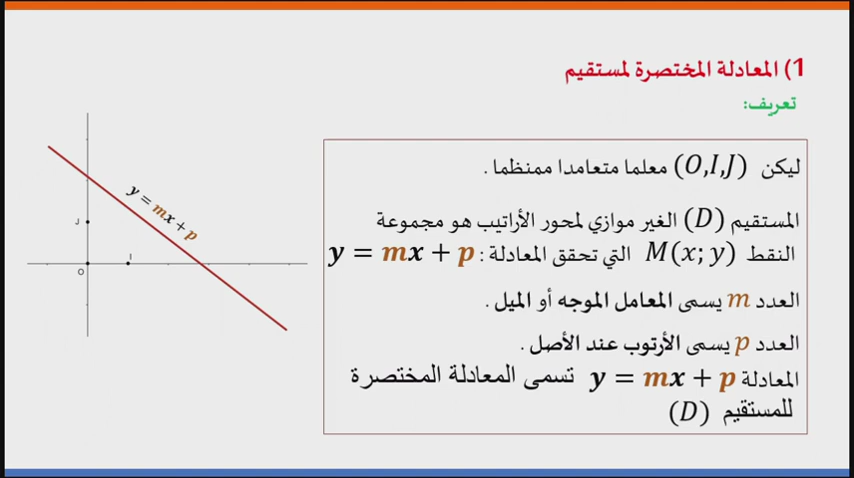 1) المعادلة المختصرة لمستقيم
تعريف:
ليكن (O,I,J) معلما متعامدا ممنظما .
المستقيم (D) الغير موازي لمحور الأراتيب هو مجموعة
النقط M(x; y) التي تحقق المعادلة : y = mx + p
العدد m يسمى المعامل الموجه أو الميل .
العدد p يسمى الأرتوب عند الأصل .
المعادلة y = mx + p تسمى المعادلة المختصرة
للمستقيم (D)
y = mx + p
J
I
O